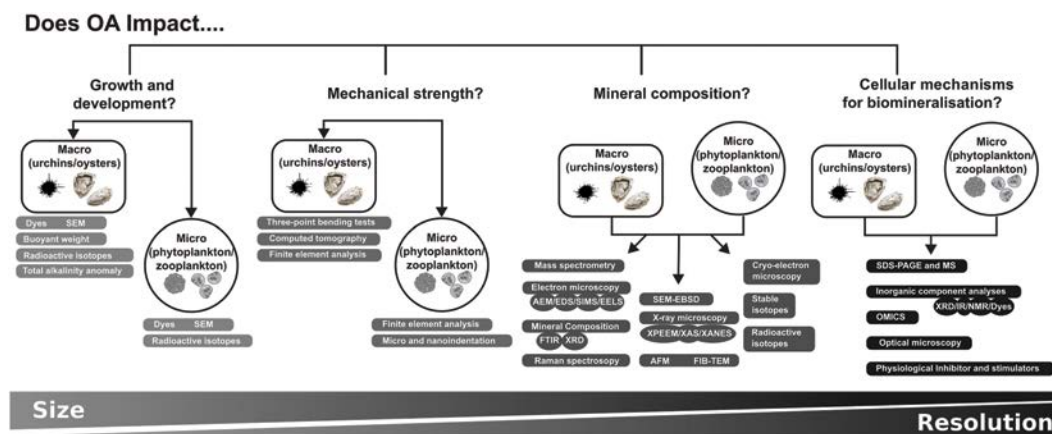 Does OA Impact....
Growth and
development?
Macro
(urchins/oysters)
Dyes SEM
Buoyant weight
Radioactive isotopes
Total alkalinity anomaly
Micro
(phytoplankton/
zooplankton)
Dyes SEM
Radioactive isotopes
Mechanical strength?
Macro
(urchins/oysters)
Three-point bending tests
Computed tomography
Finite element analysis
Micro
(phytoplankton/
zooplankton)
Finite element analysis
Micro and nanoindentation
Mineral composition?
Macro
(urchins/oysters)
Micro
(phytoplankton/
zooplankton)
Mass spectrometry
Electron microscopy
AEM/EDS/SIMS/EELS
Mineral Composition
FTIR XRD
Raman spectrosopy
SEM-EBSD
X-ray microscopy
XPEEM/XAS/XANES
AFM FIB-TEM
Cryo-electron
microscopy
Stable
isotopes
Radioactive
isotopes
Cellular mechanisms
for biomineralisation?
Macro
(urchins/oysters)
Micro
(phytoplankton/
zooplankton)
SDS-PAGE and MS
Inorganic component analyses
XRD/IR/NMR/Dyes
OMICS
Optical microscopy
Physiological Inhibitor and stimulators
Size
Resolution